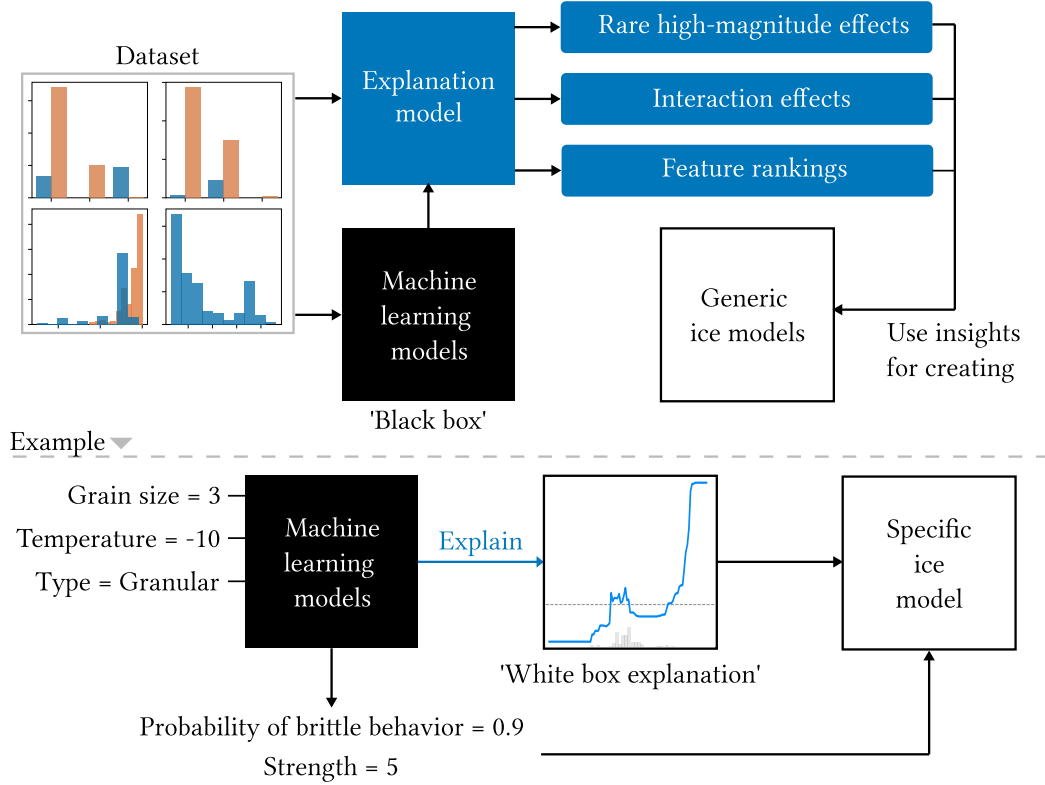 Dataset
Explanation
model
Rare high-magnitude effects
Interaction effects
Feature rankings
Machine
learning
models
'Black box'
Generic
ice models
Use insights
for creating
Example
Grain size = 3
Temperature = -10
Type = Granular
Machine
learning
models
Explain
'White box explanation'
Specific
ice
model
Probability of brittle behavior = 0.9
Strength = 5